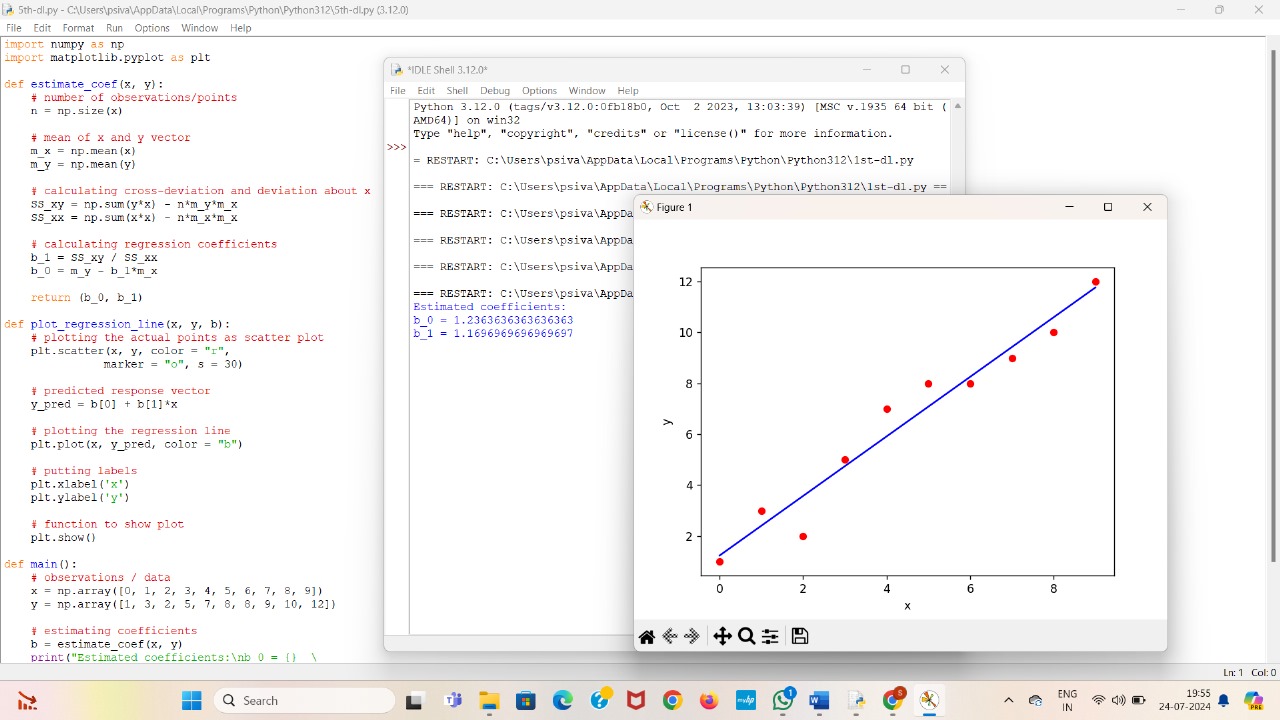 5th-dl.py - C:\Users\psiva\AppData\Local\Programs\Python\Python312\5th-dl.py (3.12.0)
File Edit Format Run Options Window Help
import numpy as np
import matplotlib.pyplot as plt
def estimate_coef(x, y):
# number of observations/points
n = np.size(x)
# mean of x and y vector
m_x = np.mean(x)
m_y = np.mean(y)
# calculating cross-deviation and deviation about x
SS_xy = np.sum(y*x) - n*m_y*m_x
SS_xx = np.sum(x*x) - n*m_x*m_x
# calculating regression coefficients
b_1 = SS_xy / SS_xx
b_0 = m_y - b_1*m_x
return (b_0, b_1)
def plot_regression_line(x, y, b):
# plotting the actual points as scatter plot
plt.scatter(x, y, color = "r",
marker = "o", s = 30)
# predicted response vector
y_pred = b[0] + b[1]*x
# plotting the regression line
plt.plot(x, y_pred, color = "b")
# putting labels
plt.xlabel('x')
plt.ylabel('y')
# function to show plot
plt.show()
def main():
# observations / data
x = np.array([0, 1, 2, 3, 4, 5, 6, 7, 8, 9])
y = np.array([1, 3, 2, 5, 7, 8, 8, 9, 10, 12])
# estimating coefficients
b = estimate_coef(x, y)
print("Estimated coefficients:\nb_0 = {} \
*IDLE Shell 3.12.0*
File Edit Shell Debug Options Window Help
Python 3.12.0 (tags/v3.12.0:0fb18b0, Oct 2 2023, 13:03:39) [MSC v.1935 64 bit (
AMD64)] on win32
Type "help", "copyright", "credits" or "license()" for more information.
>>>
= RESTART: C:\Users\psiva\AppData\Local\Programs\Python\Python312\1st-dl.py
=== RESTART: C:\Users\psiva\AppData\Local\Programs\Python\Python312\1st-dl.py ==
=== RESTART: C:\Users\psiva\AppDa
=== RESTART: C:\Users\psiva\AppDa
=== RESTART: C:\Users\psiva\AppDa
=== RESTART: C:\Users\psiva\AppDa
Estimated coefficients:
b_0 = 1.2363636363636363
b_1 = 1.1696969696969697
Figure 1
12
10
8
6
4
2
y
0 2 4 6 8
x
Ln: 1 Col: 0
Search
myhp
1
S
PRE
ENG
IN
19:55
24-07-2024